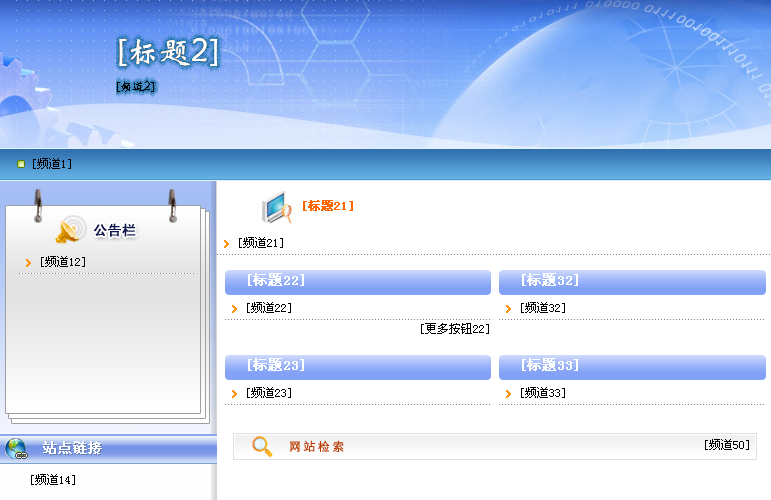 [标题2]
[频道2]
[频道1]
公告栏
[频道12]
站点链接
[频道14]
[标题21]
[频道21]
[标题22]
[频道22]
[更多按钮22]
[标题32]
[频道32]
[标题23]
[频道23]
[标题33]
[频道33]
网站检索
[频道50]